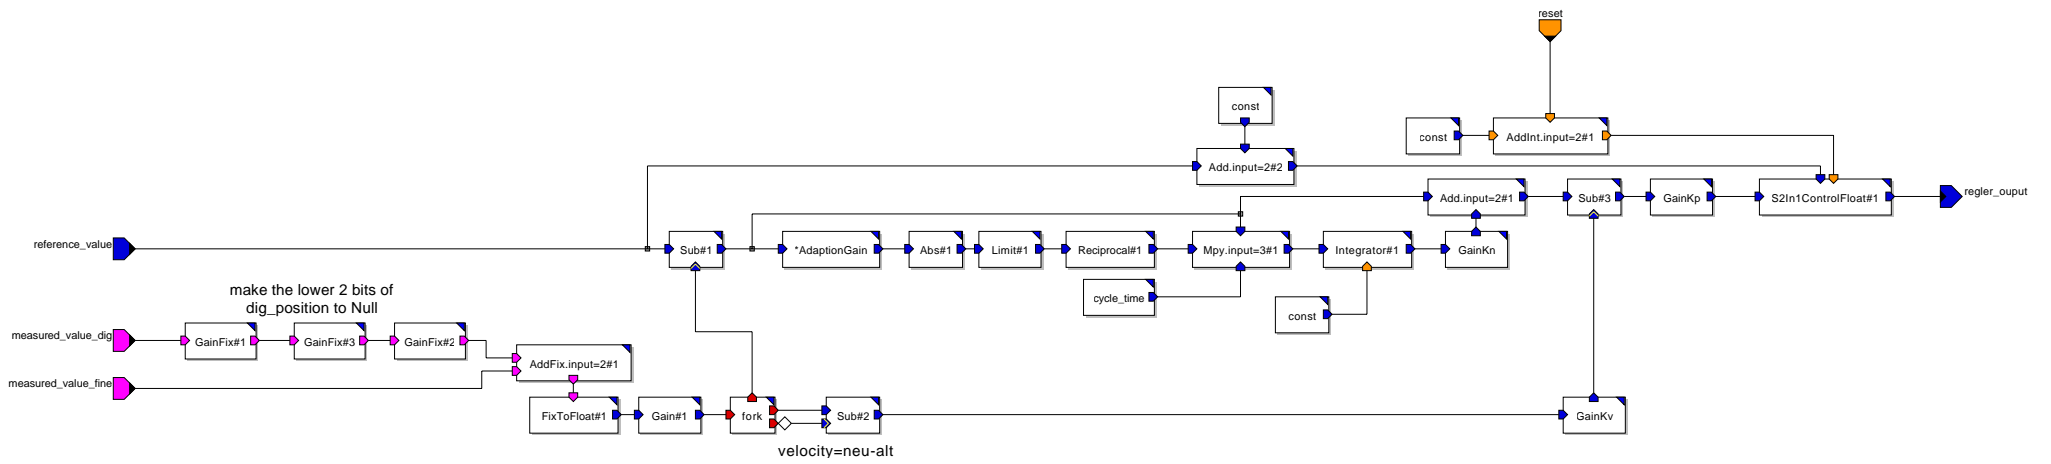 reset
const
const
AddInt.input=2#1
Add.input=2#2
Add.input=2#1
Sub#3
GainKp
S2In1ControlFloat#1
regler_ouput
reference_value
Sub#1
*AdaptionGain
Abs#1
Limit#1
Reciprocal#1
Mpy.input=3#1
Integrator#1
GainKn
cycle_time
const
make the lower 2 bits of
dig_position to Null
measured_value_dig
GainFix#1
GainFix#3
GainFix#2
AddFix.input=2#1
measured_value_fine
FixToFloat#1
Gain#1
fork
Sub#2
GainKv
velocity=neu-alt